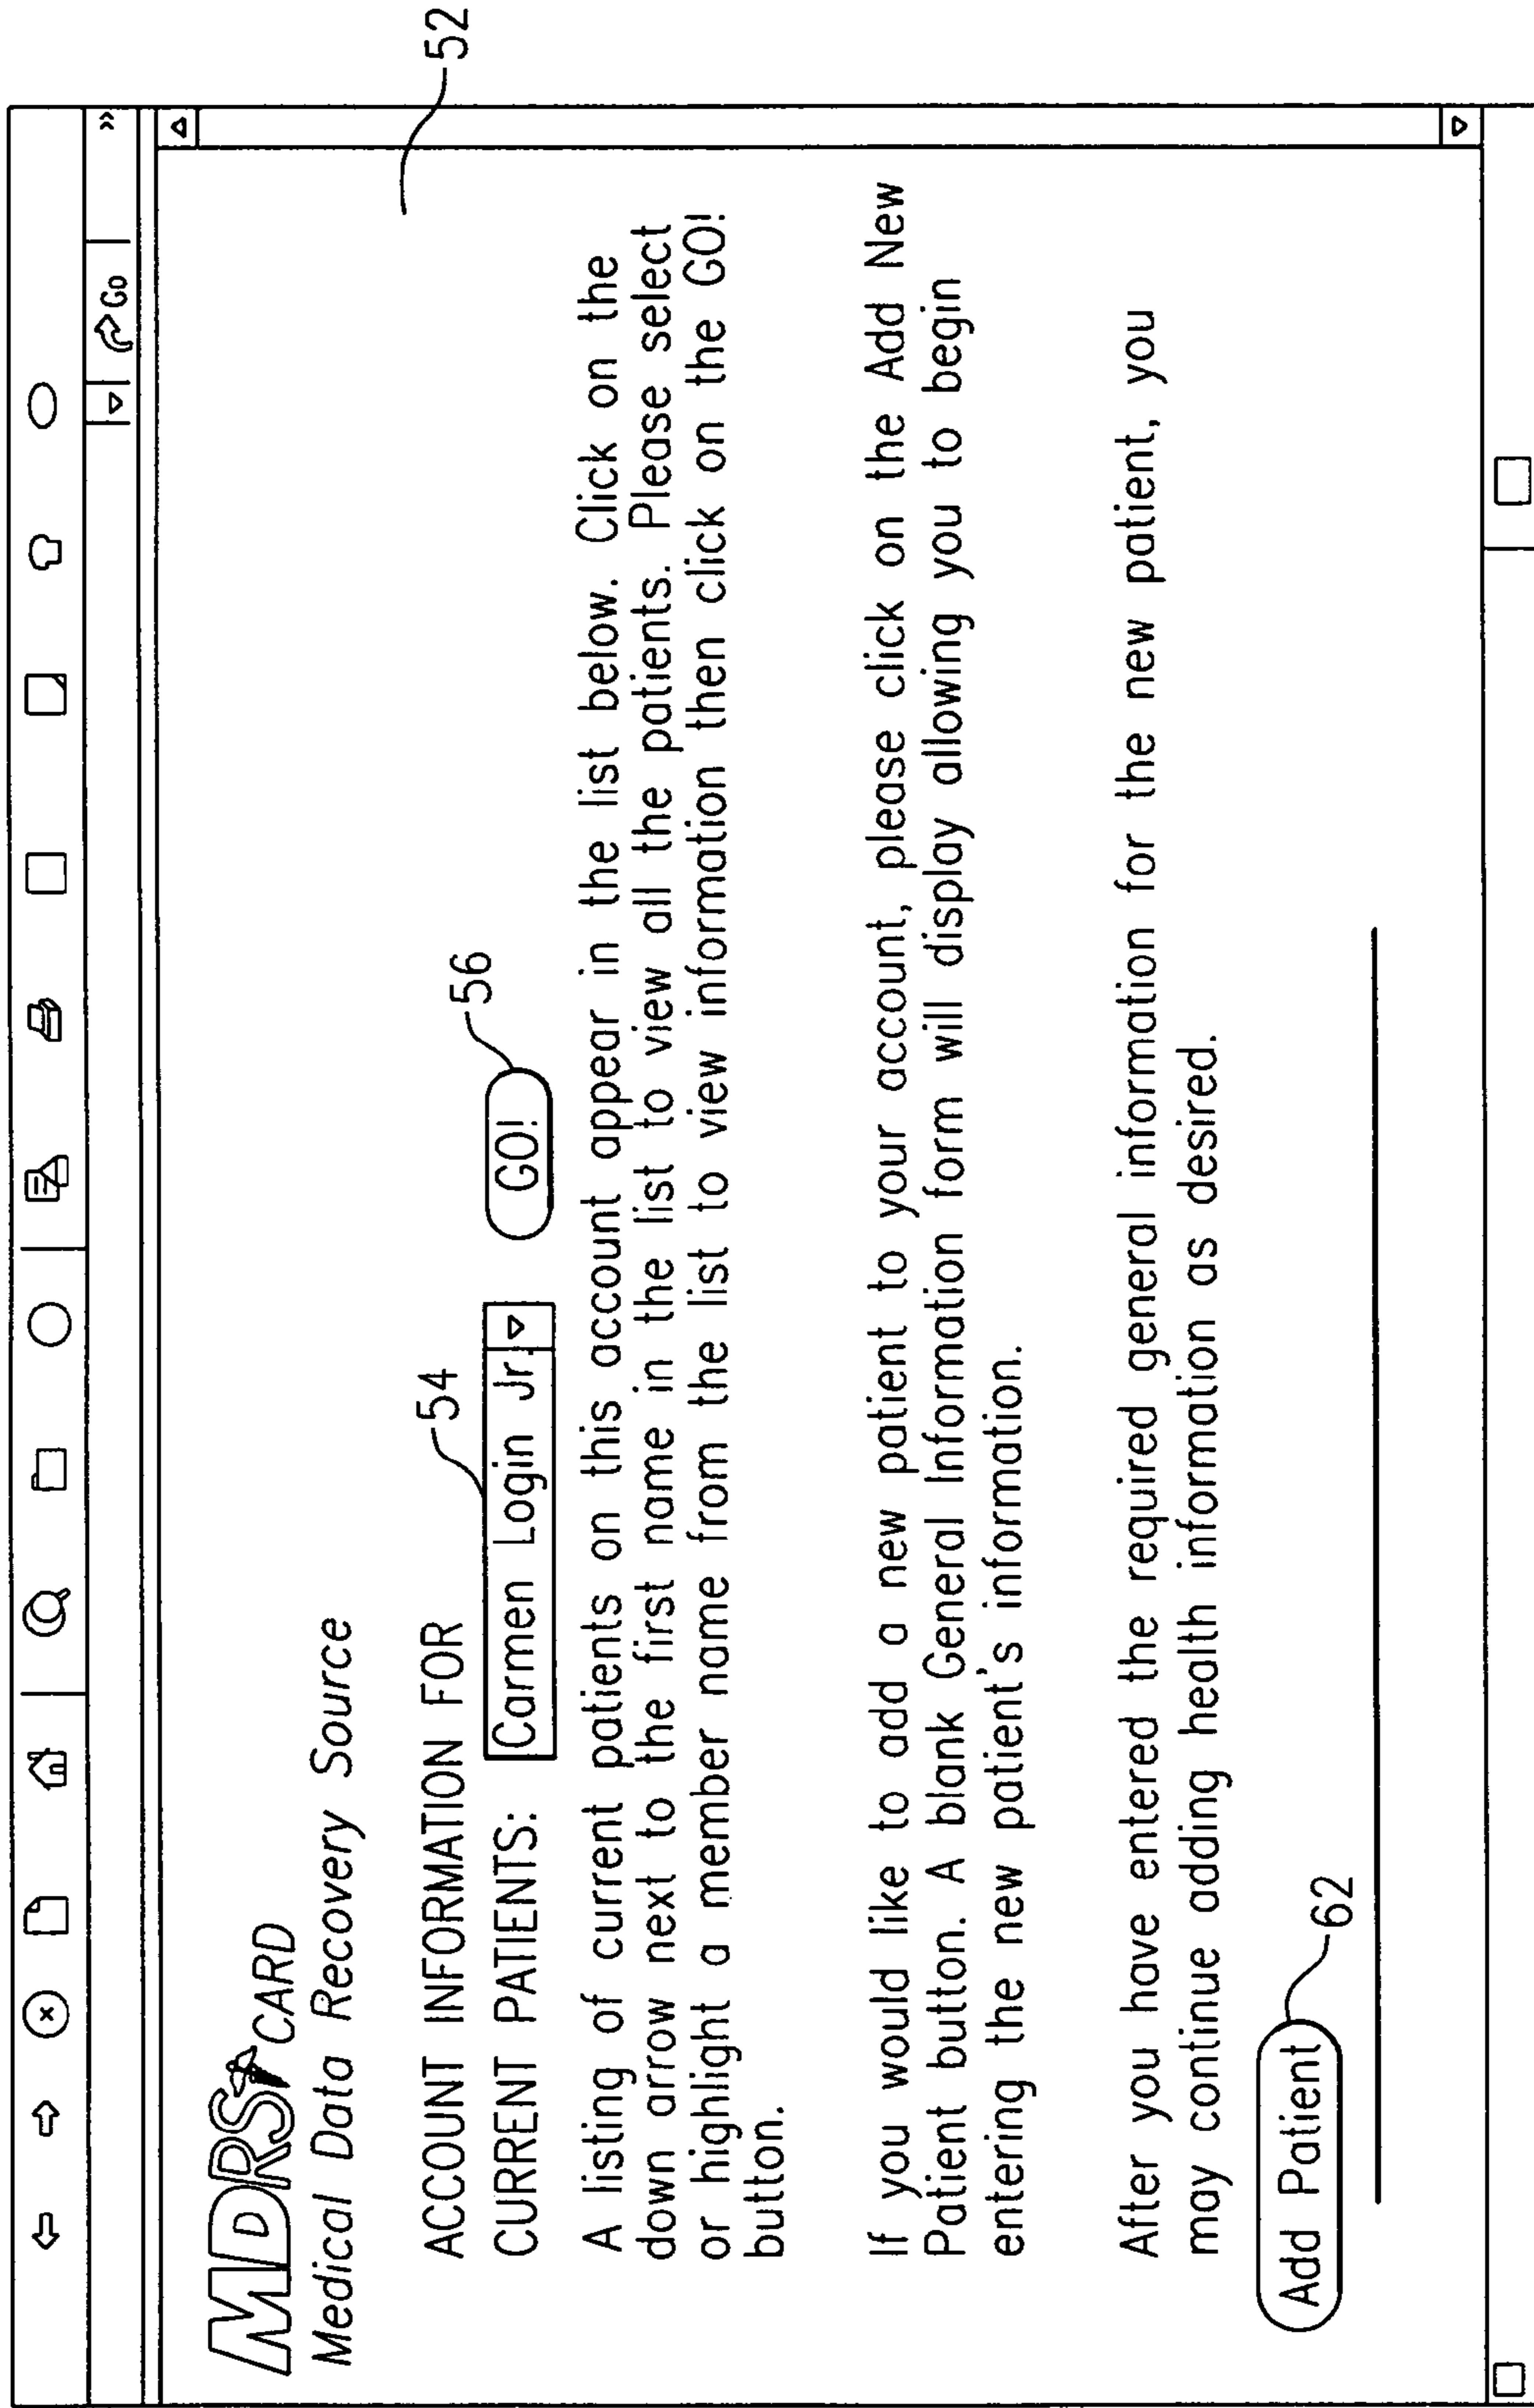 » 
Go
MDRS CARD
Medical Data Recovery Source
52
ACCOUNT INFORMATION FOR
54
56
CURRENT PATIENTS: Carmen Login Jr. GO!
A listing of current patients on this account appear in the list below. Click on the
down arrow next to the first name in the list to view all the patients. Please select
or highlight a member name from the list to view information then click on the GO!
button.
If you would like to add a new patient to your account, please click on the Add New
Patient button. A blank General Information form will display allowing you to begin
entering the new patient's information.
After you have entered the required general information for the new patient, you
may continue adding health information as desired.
Add Patient
62